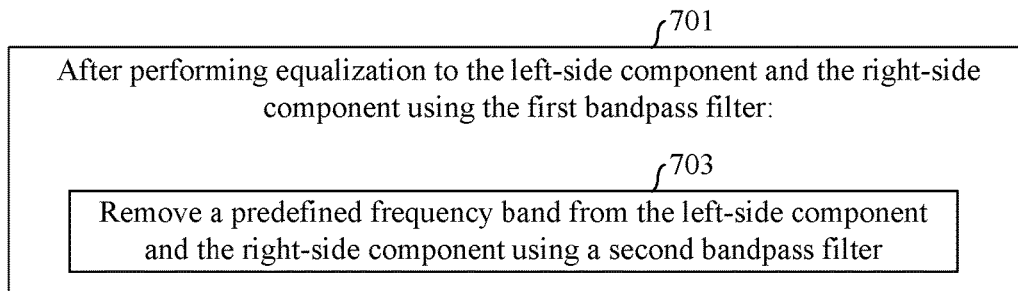 701
After performing equalization to the left-side component and the right-side
component using the first bandpass filter:
703
Remove a predefined frequency band from the left-side component
and the right-side component using a second bandpass filter